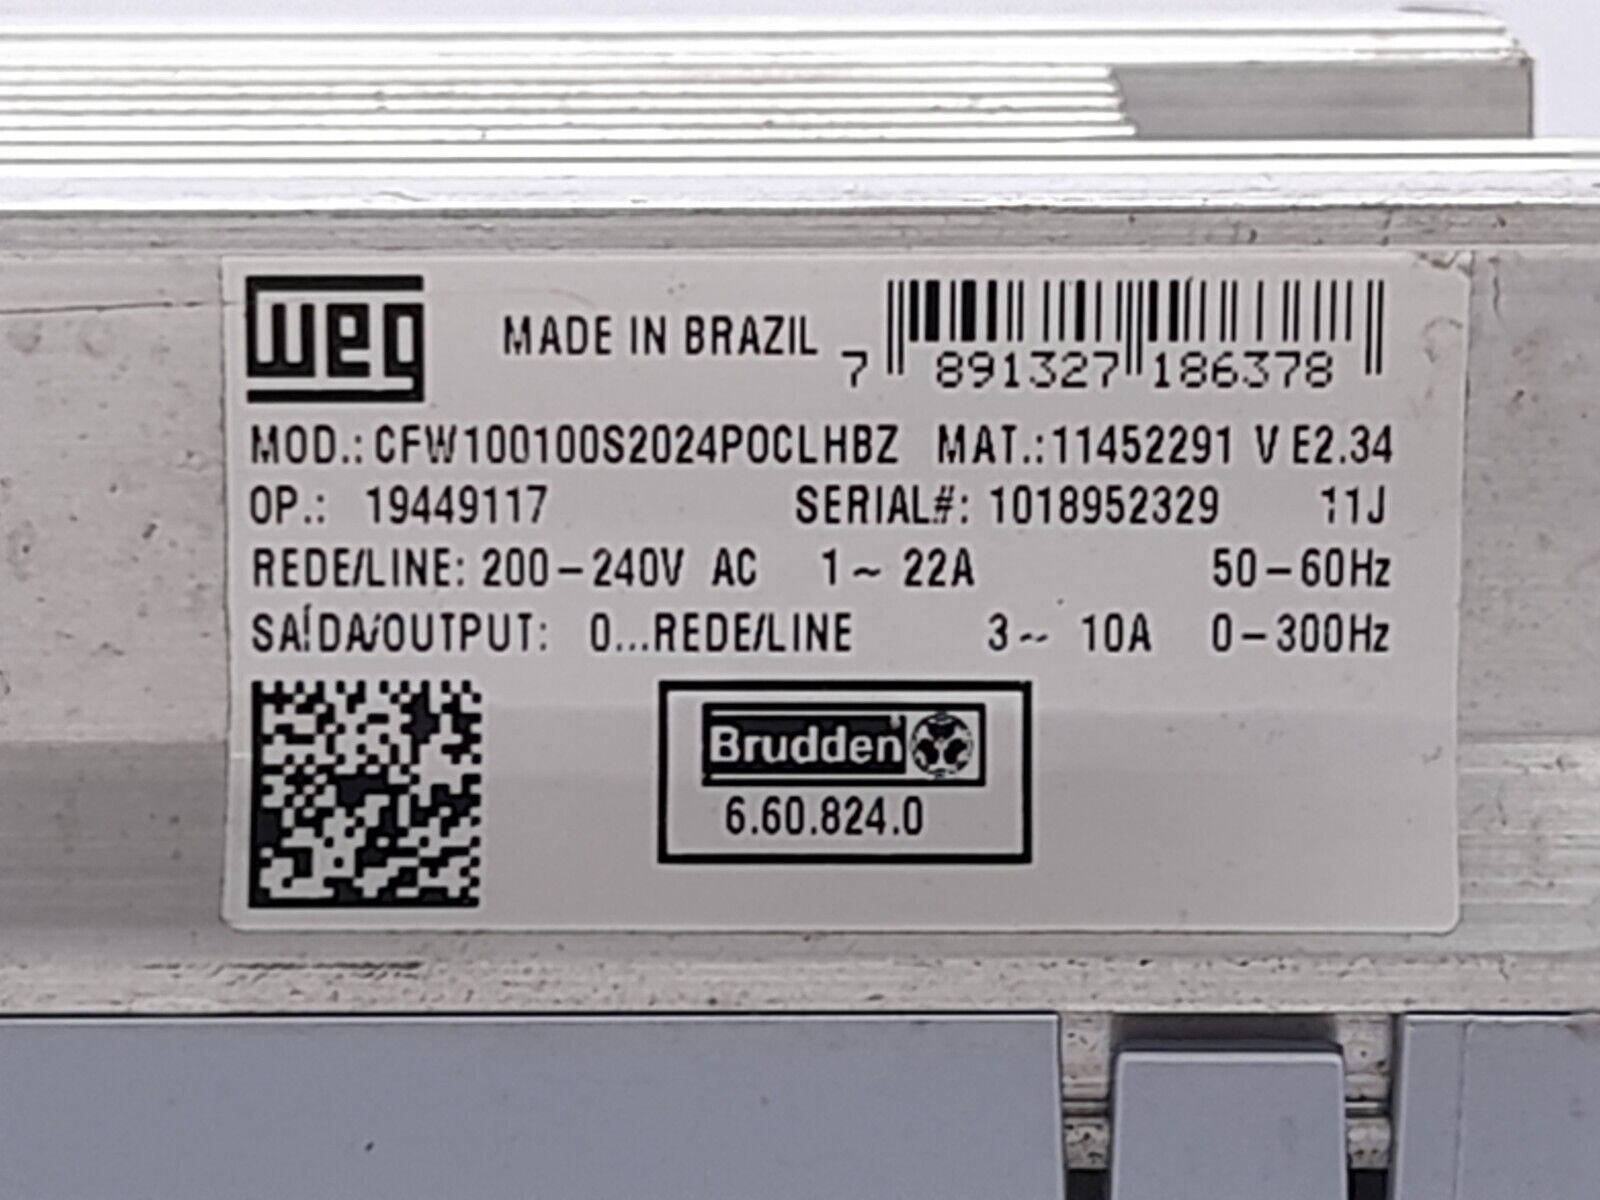 weg
MADE IN BRAZIL
7 891327 186378
MOD.: CFW100100S2024POCLHBZ MAT.: 11452291 V E2.34
OP.: 19449117 SERIAL#: 1018952329 11J
REDE/LINE: 200-240V AC 1~ 22A 50-60Hz
SAÍDA/OUTPUT: 0...REDE/LINE 3~ 10A 0-300Hz
Brudden
6.60.824.0